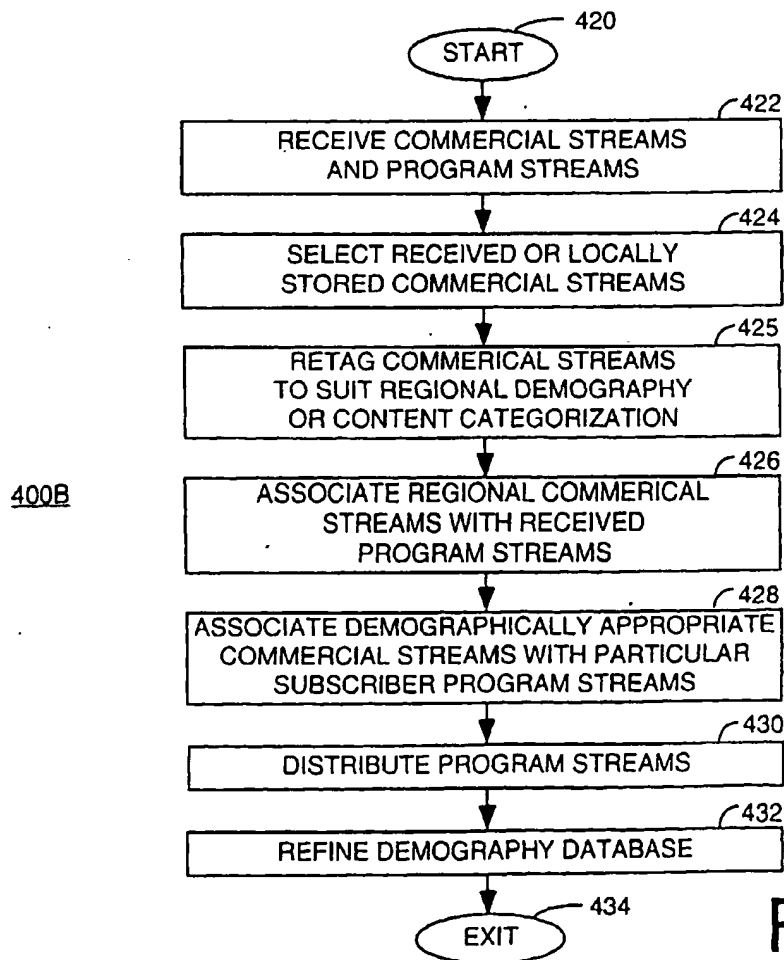 420
START
422
RECEIVE COMMERCIAL STREAMS
AND PROGRAM STREAMS
424
SELECT RECEIVED OR LOCALLY
STORED COMMERCIAL STREAMS
425
RETAG COMMERICAL STREAMS
TO SUIT REGIONAL DEMOGRAPHY
OR CONTENT CATEGORIZATION
400B
426
ASSOCIATE REGIONAL COMMERICAL
STREAMS WITH RECEIVED
PROGRAM STREAMS
428
ASSOCIATE DEMOGRAPHICALLY APPROPRIATE
COMMERCIAL STREAMS WITH PARTICULAR
SUBSCRIBER PROGRAM STREAMS
430
DISTRIBUTE PROGRAM STREAMS
432
REFINE DEMOGRAPHY DATABASE
434
EXIT